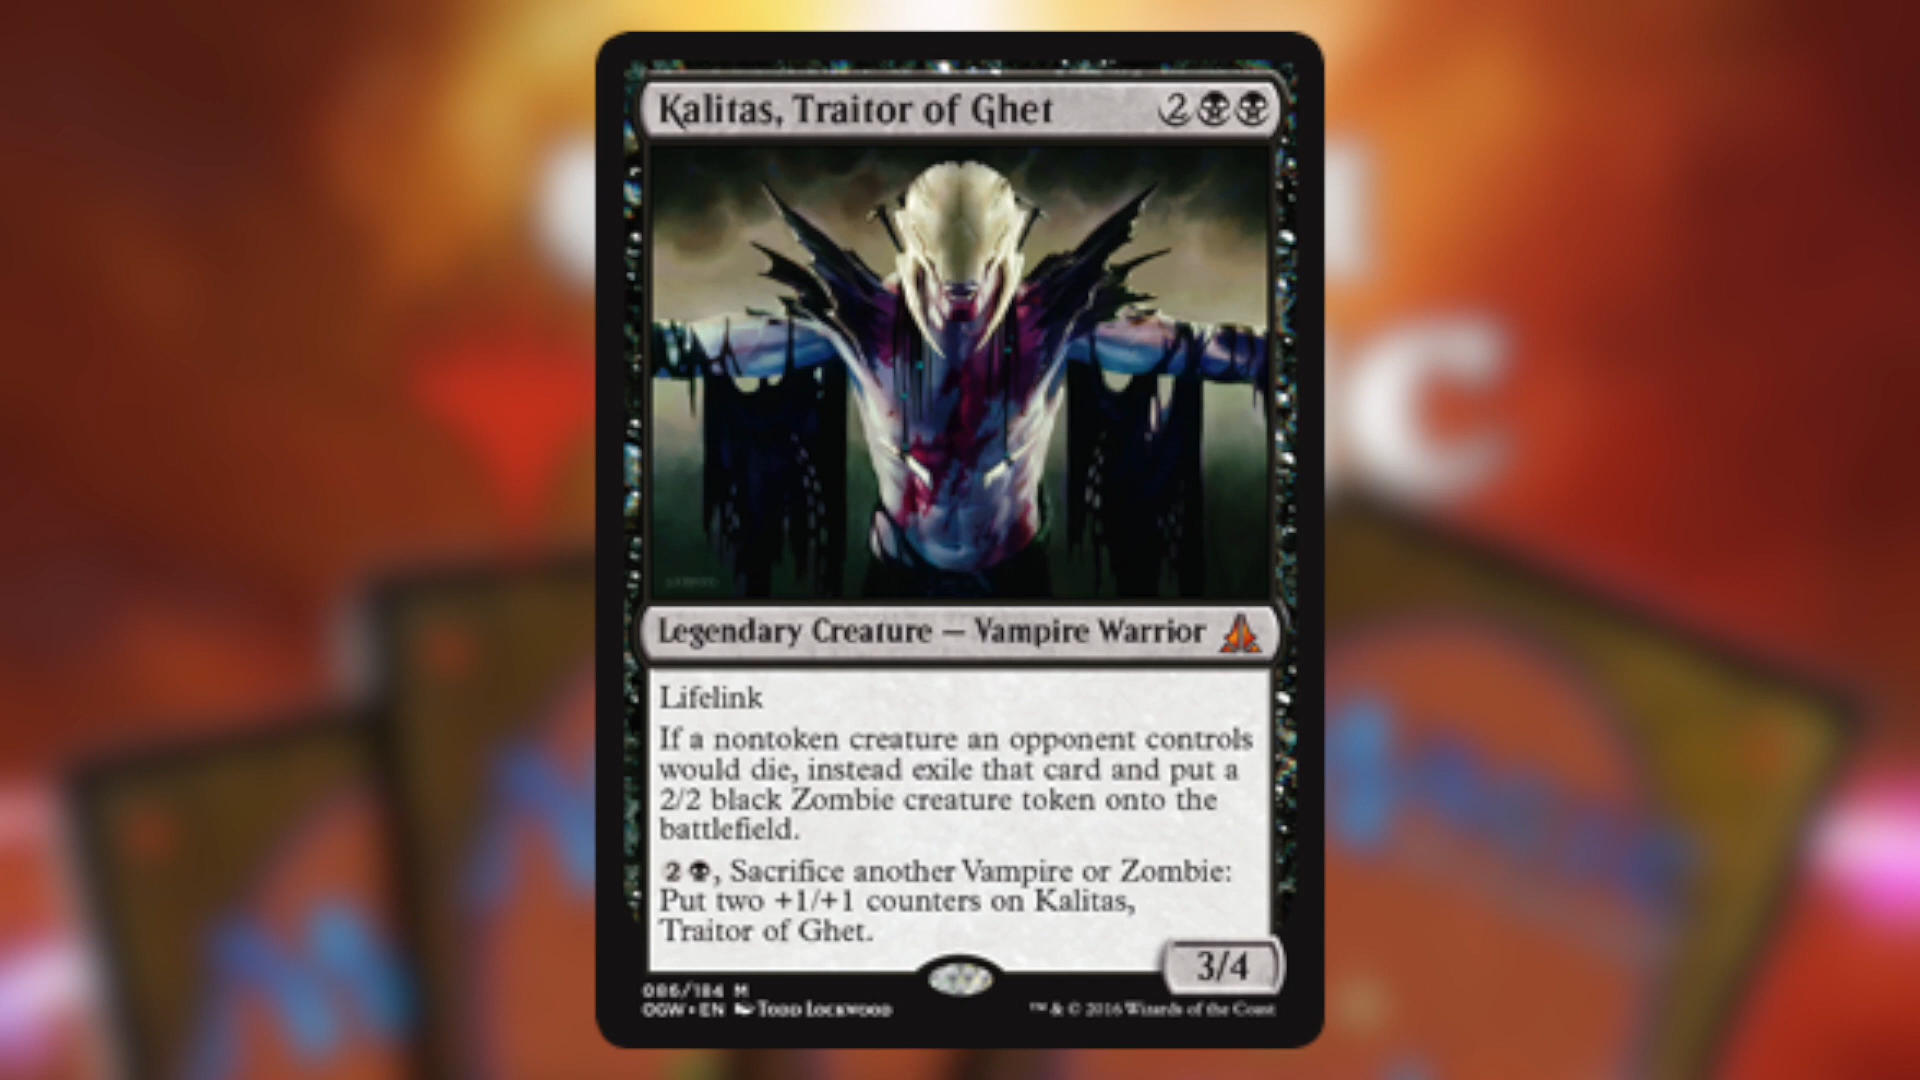 Kalitas, Traitor of Ghet 2
Legendary Creature — Vampire Warrior
Lifelink
If a nontoken creature an opponent controls
would die, instead exile that card and put a
2/2 black Zombie creature token onto the
battlefield.
2 , Sacrifice another Vampire or Zombie:
Put two +1/+1 counters on Kalitas,
Traitor of Ghet.
3/4
086/184 M
OGW • EN Todd Lockwood
™ & © 2016 Wizards of the Coast